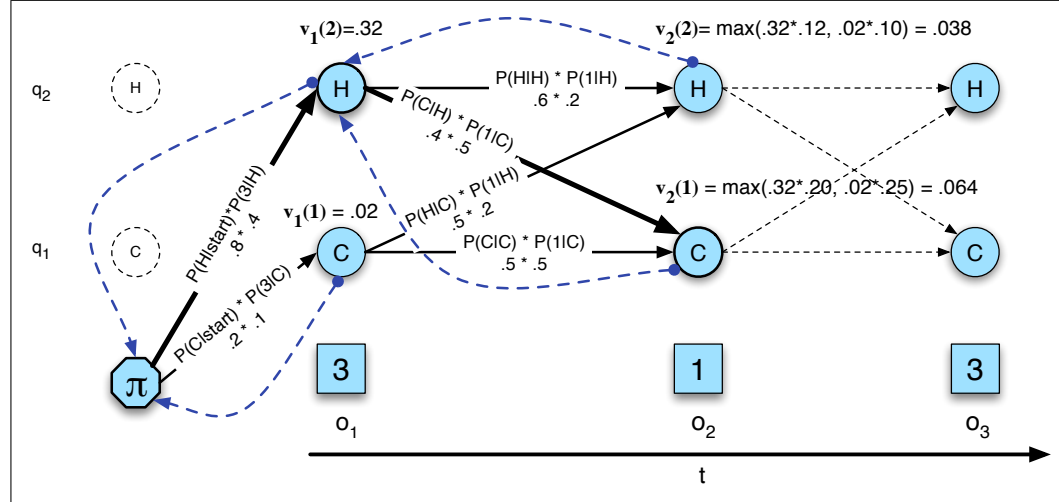 v1(2)=.32
v2(2) = max(.32*.12, .02*.10) = .038
q2
H
H
P(H|H) * P(1|H)
.6 * .2
H
H
P(C|H) * P(1|C)
.4 * .5
P(H|start)*P(3|H)
.8 * .4
P(H|C) * P(1|H)
.5 * .2
v1(1) = .02
v2(1) = max(.32*.20, .02*.25) = .064
q1
C
C
P(C|C) * P(1|C)
.5 * .5
C
C
P(C|start) * P(3|C)
.2 * .1
π
3
1
3
o1
o2
o3
t